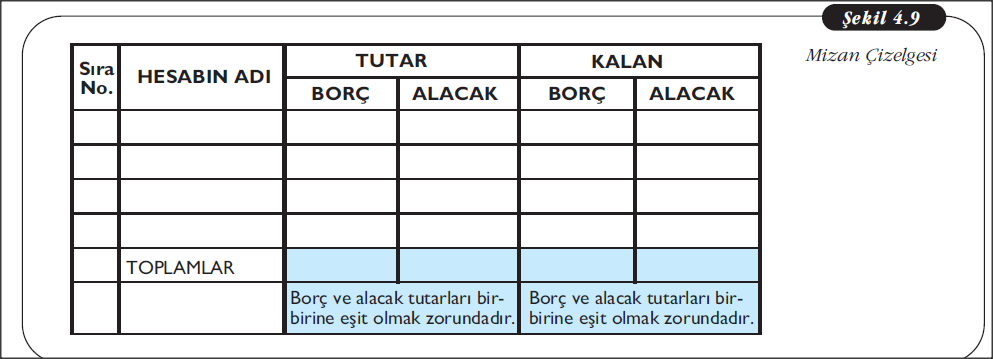 Şekil 4.9
Mizan Çizelgesi
Sıra
No.
HESABIN ADI
TUTAR
KALAN
BORÇ
ALACAK
BORÇ
ALACAK
TOPLAMLAR
Borç ve alacak tutarları bir-
birine eşit olmak zorundadır.
Borç ve alacak tutarları bir-
birine eşit olmak zorundadır.